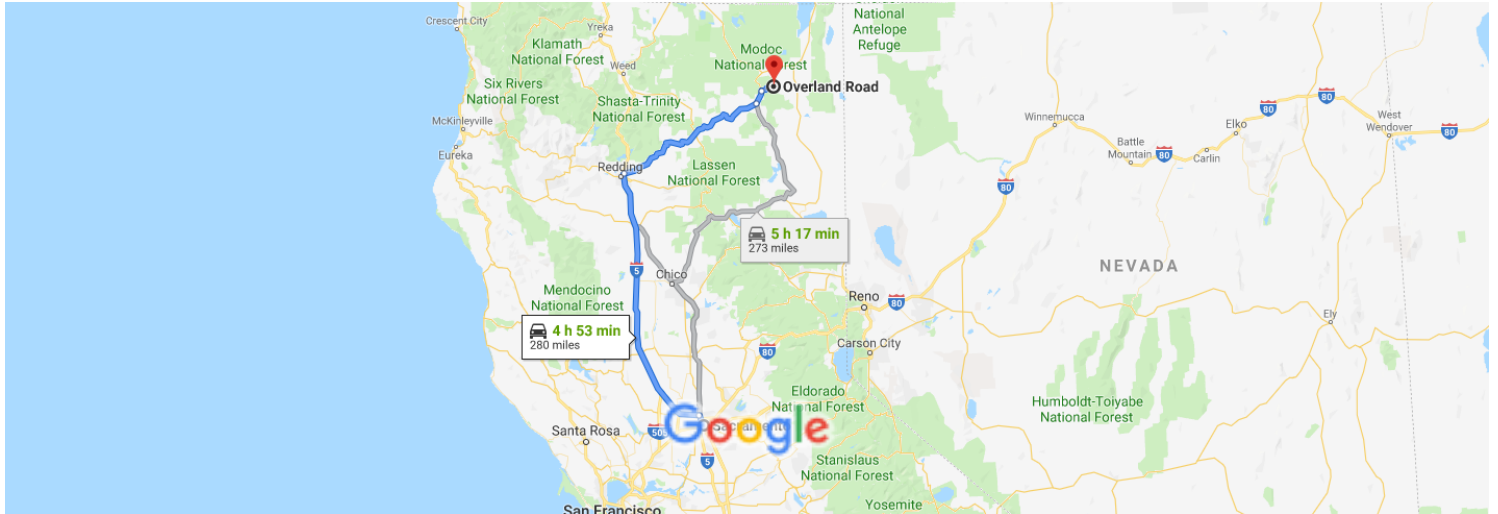 Crescent City
Yreka
Klamath
National Forest
Weed
Six Rivers
National Forest
Shasta-Trinity
National Forest
McKinleyville
Eureka
Redding
Modoc
National Forest
Overland Road
National
Antelope
Refuge
Lassen
National Forest
5 h 17 min
273 miles
5
Chico
Mendocino
National Forest
4 h 53 min
280 miles
Winnemucca
80
Battle
Mountain
80
Carlin
Elko
80
80
West
Wendover
80
80
NEVADA
Reno
80
Carson City
80
Ely
Eldorado
National Forest
Humboldt-Toiyabe
National Forest
Google
Sacramento
Santa Rosa
505
5
Stanislaus
National Forest
San Francisco
Yosemite